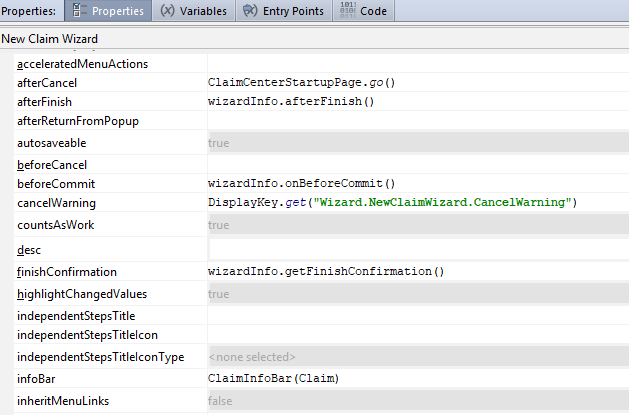 Properties: Properties (x) Variables Entry Points Code
New Claim Wizard
acceleratedMenuActions
afterCancel ClaimCenterStartupPage.go()
afterFinish wizardInfo.afterFinish()
afterReturnFromPopup
autosaveable true
beforeCancel
beforeCommit wizardInfo.onBeforeCommit()
cancelWarning DisplayKey.get("Wizard.NewClaimWizard.CancelWarning")
countsAsWork true
desc
finishConfirmation wizardInfo.getFinishConfirmation()
highlightChangedValues true
independentStepsTitle
independentStepsTitleIcon
independentStepsTitleIconType <none selected>
infoBar ClaimInfoBar(Claim)
inheritMenuLinks false